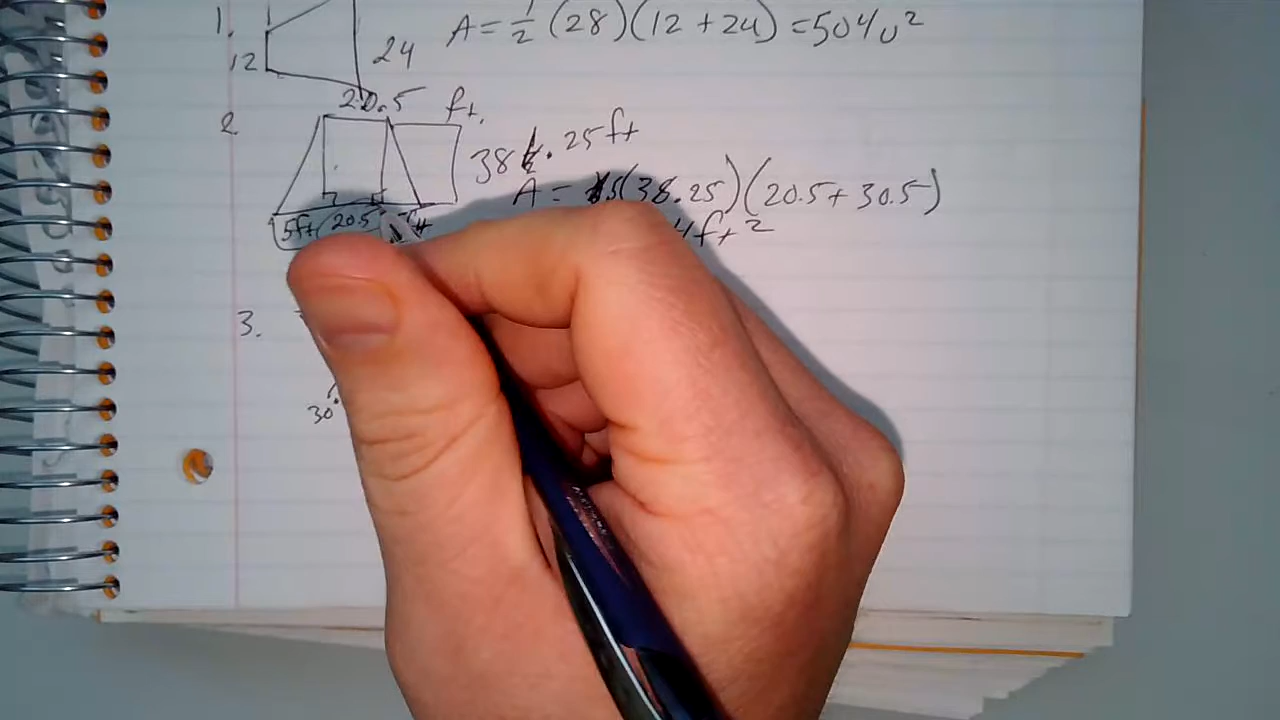 1.
12
24
A = 1/2 (28)(12 + 24) = 504 u²
2
20.5 ft.
38.25 ft
A = .5(38.25)(20.5 + 30.5)
4 ft²
5ft 20.5
3.
30°